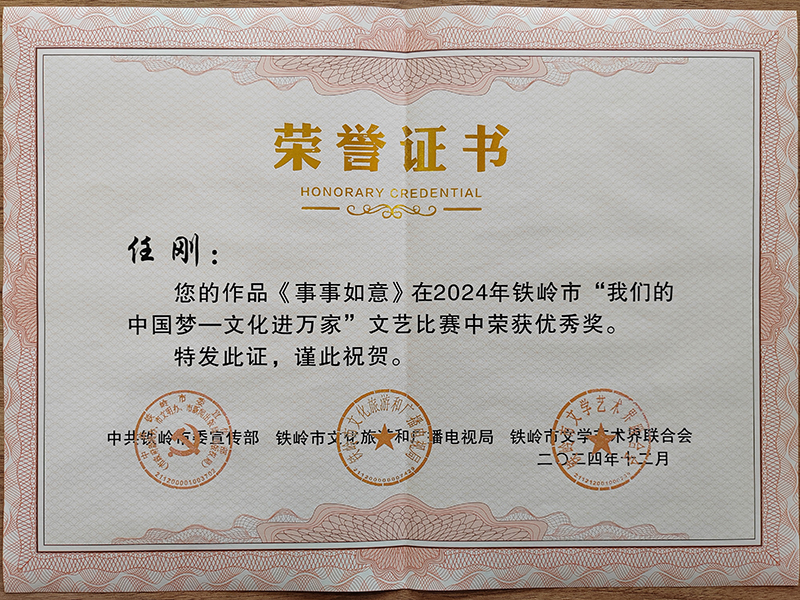 荣誉证书
HONORARY CREDENTIAL
任 刚：
您的作品《事事如意》在2024年铁岭市“我们的
中国梦—文化进万家”文艺比赛中荣获优秀奖。
特发此证，谨此祝贺。
中共铁岭市委宣传部 铁岭市文化旅游和广播电视局 铁岭市文学艺术界联合会
二〇二四年十二月